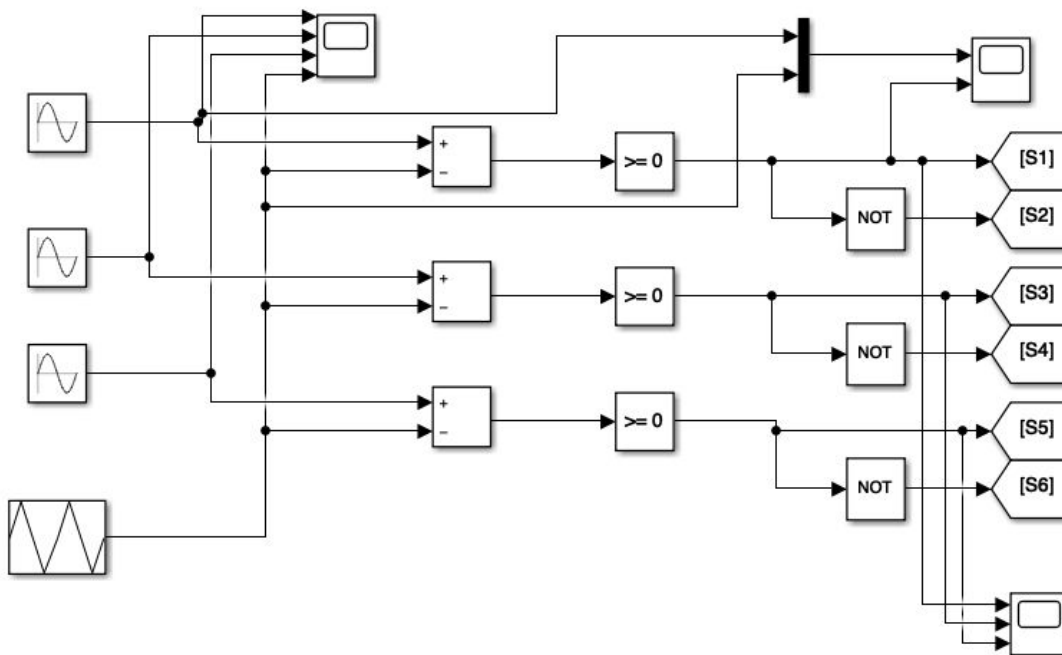 +
−
>= 0
[S1]
NOT
[S2]
+
−
>= 0
[S3]
NOT
[S4]
+
−
>= 0
[S5]
NOT
[S6]